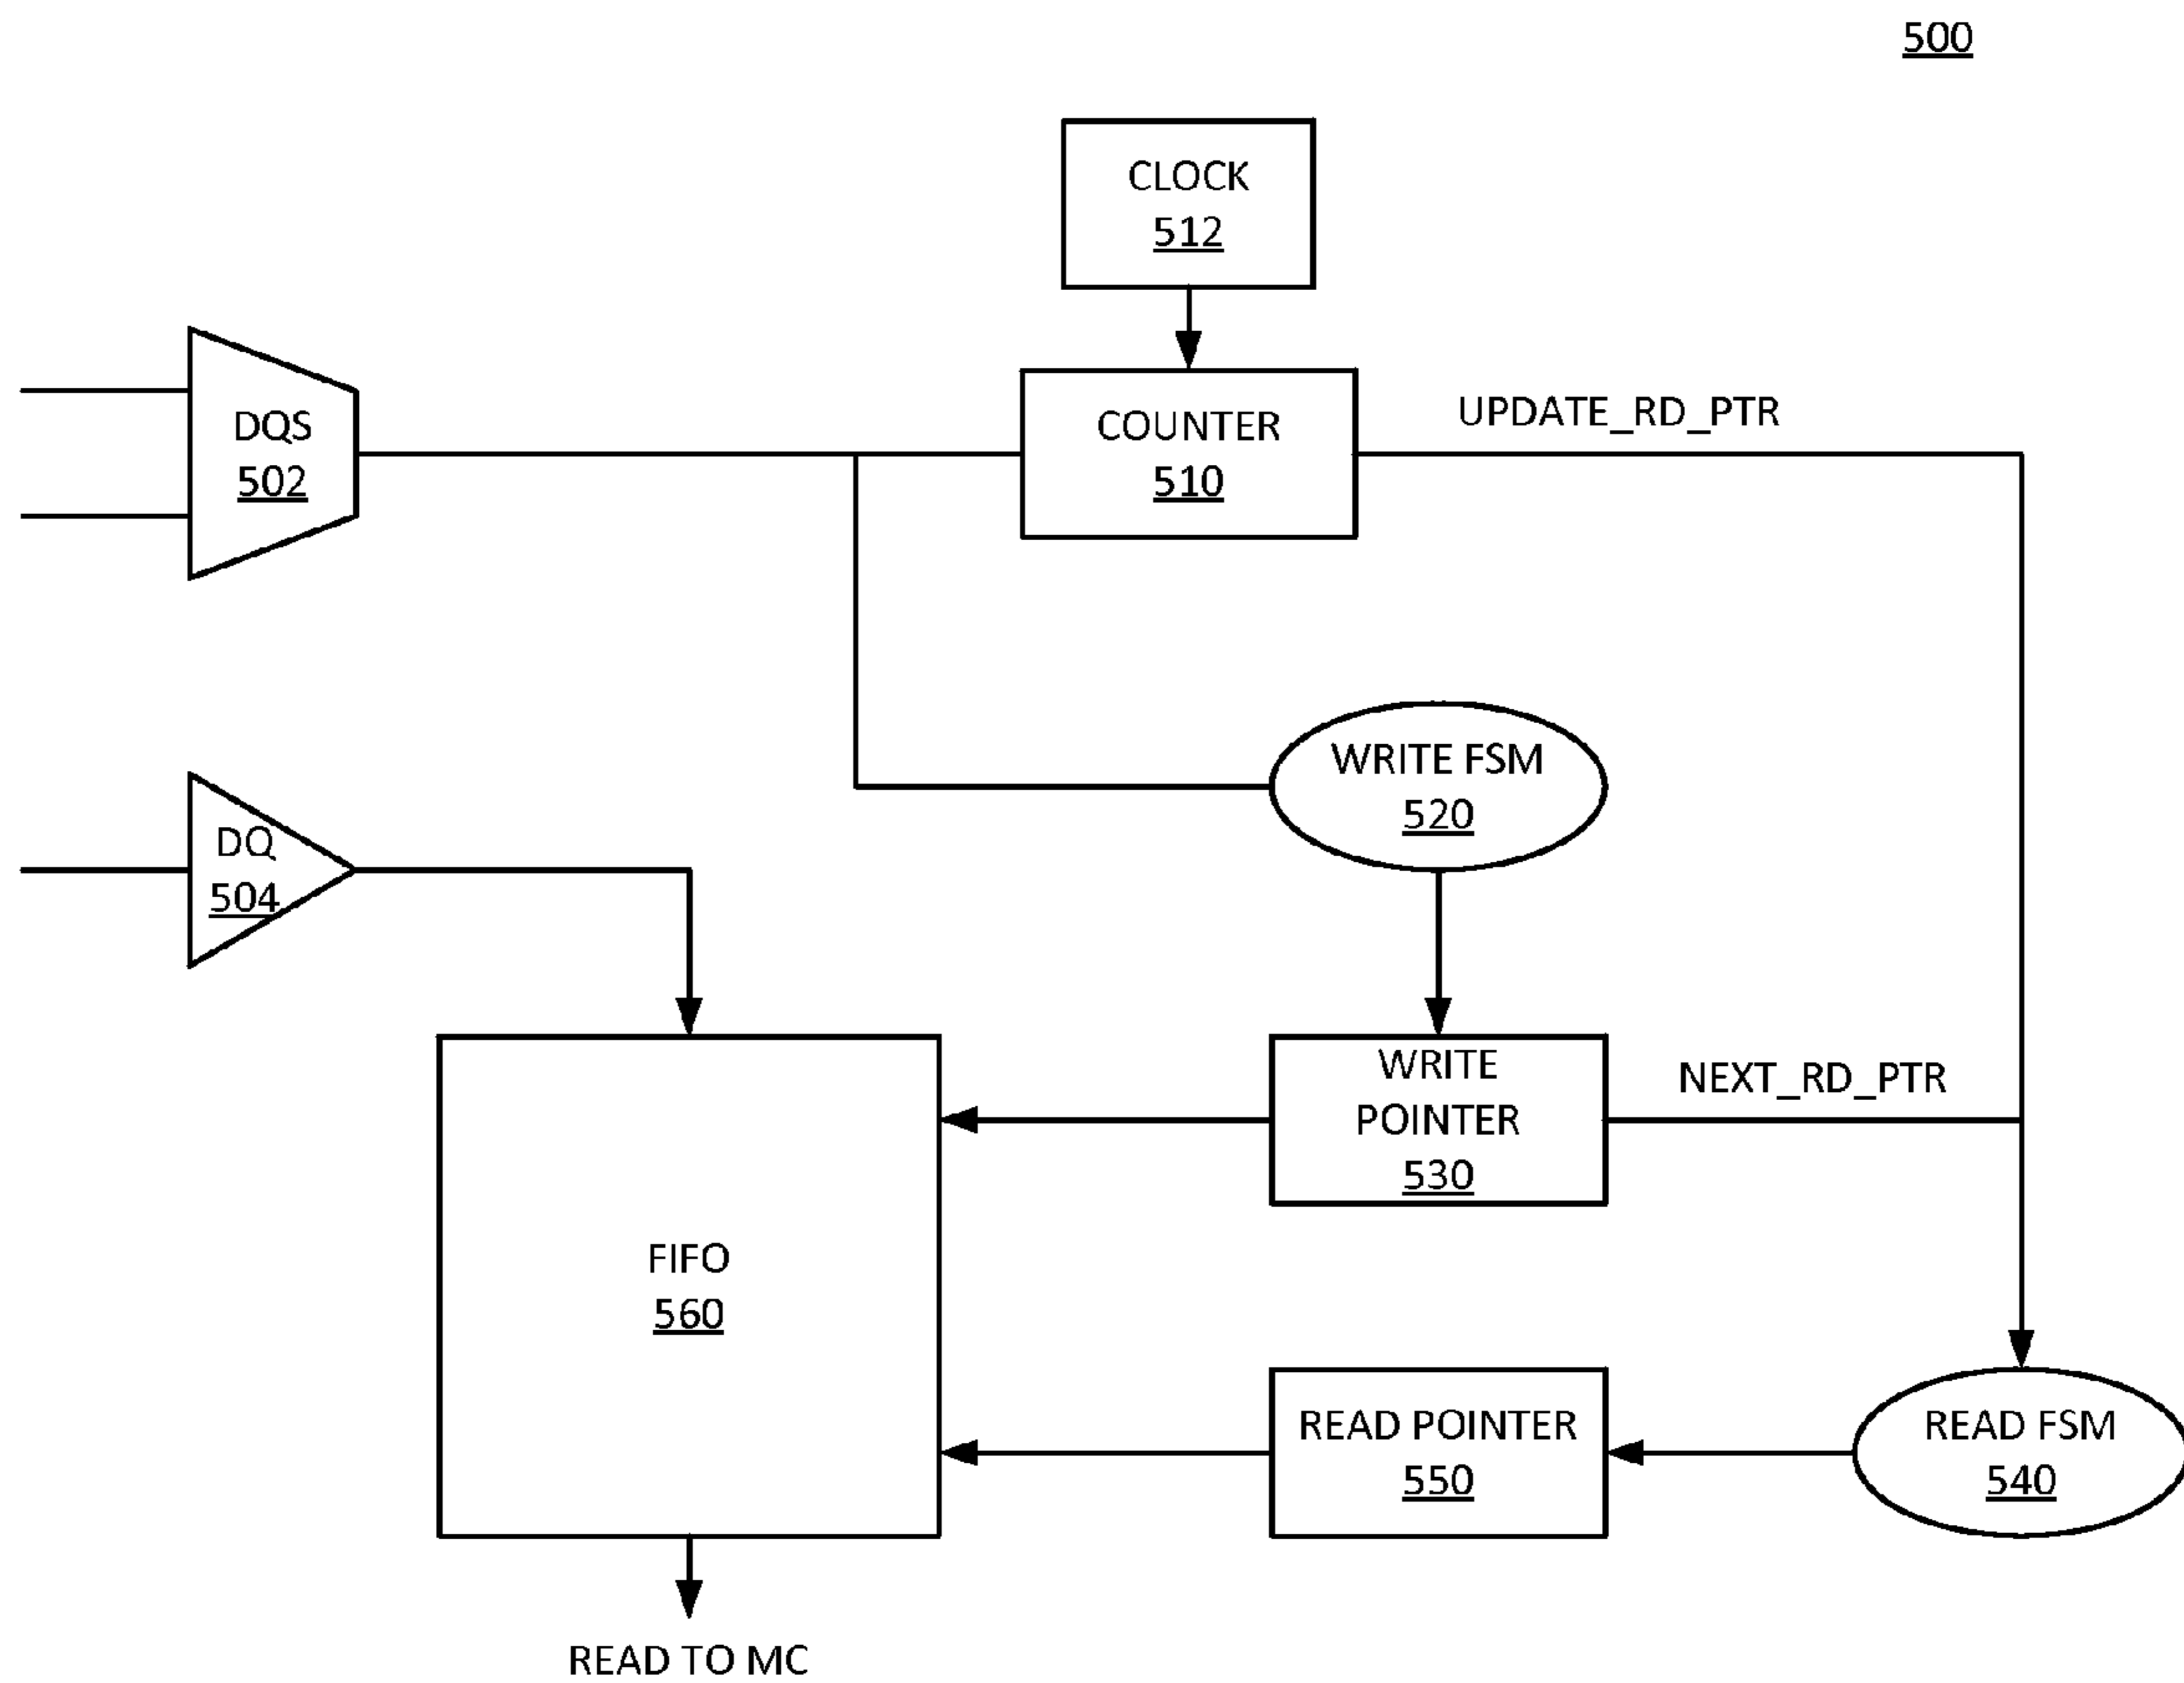 500
CLOCK
512
DQS
502
COUNTER
510
UPDATE_RD_PTR
WRITE FSM
520
DQ
504
WRITE
POINTER
530
NEXT_RD_PTR
FIFO
560
READ POINTER
550
READ FSM
540
READ TO MC